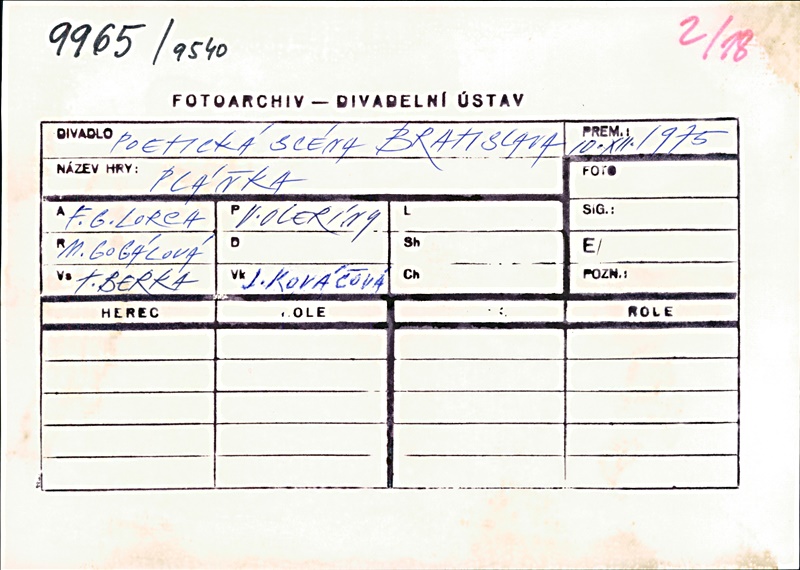 9965/9540
2/18
FOTOARCHIV — DIVADELNÍ ÚSTAV
DIVADLO POETICKÁ SCÉNA BRATISLAVA
PREM.: 10.XII.1975
NÁZEV HRY: PLÁŇKA
FOTO
A F.G.LORCA
P V.OLERÍNY
L
SIG.:
R M.GOGÁLOVÁ
D
Sh
E/
Vs T.BERKA
Vk J.KOVÁČOVÁ
Ch
POZN.:
HEREC
OLE
ROLE